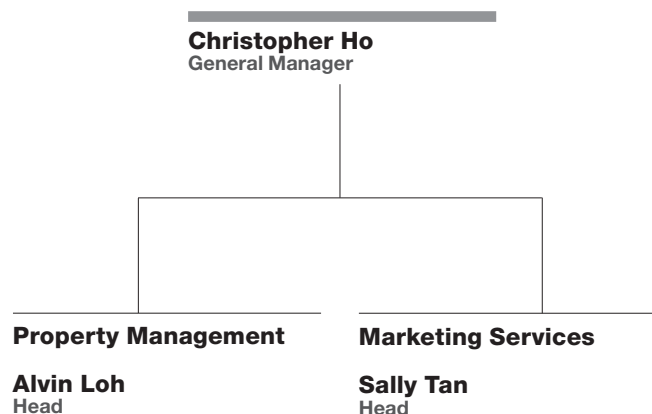 Christopher Ho
General Manager
Property Management
Marketing Services
Alvin Loh
Head
Sally Tan
Head